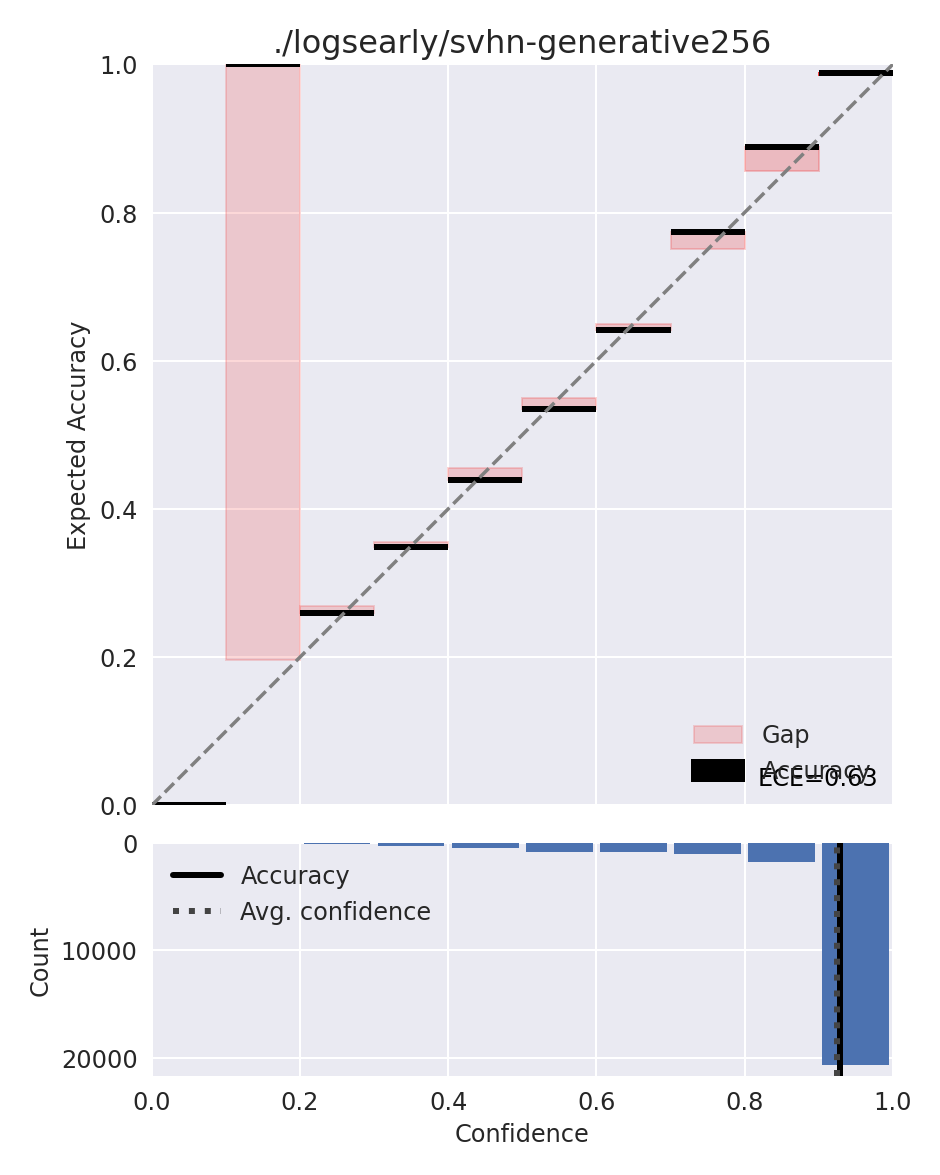 ./logsearly/svhn-generative256
1.0
0.8
0.6
0.4
0.2
0.0
Expected Accuracy
Gap
Accuracy
ECE=0.63
0
10000
20000
Count
Accuracy
Avg. confidence
0.0 0.2 0.4 0.6 0.8 1.0
Confidence